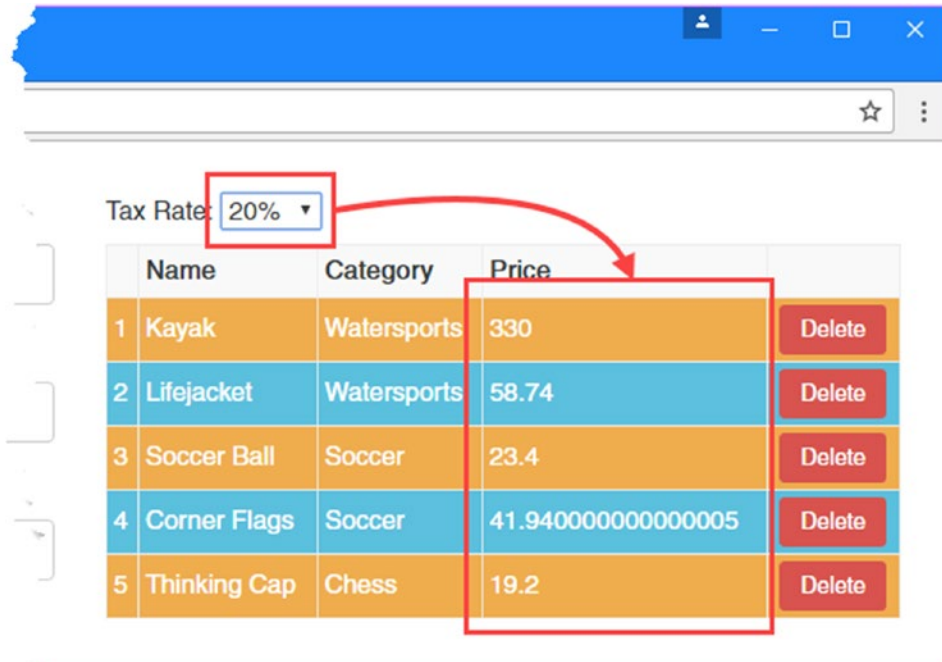 Tax Rate: 20%
Name Category Price
1 Kayak Watersports 330 Delete
2 Lifejacket Watersports 58.74 Delete
3 Soccer Ball Soccer 23.4 Delete
4 Corner Flags Soccer 41.940000000000005 Delete
5 Thinking Cap Chess 19.2 Delete